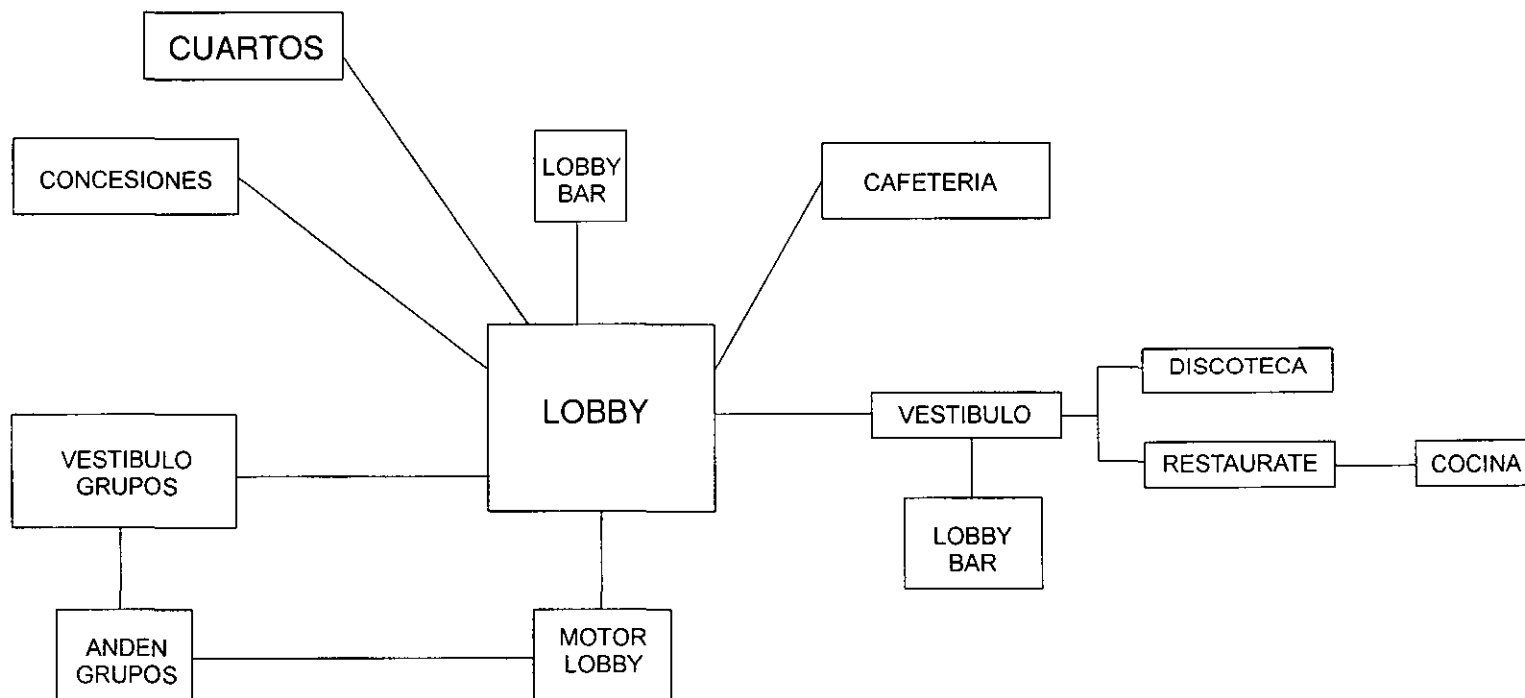 CUARTOS
LOBBY
BAR
CONCESIONES
CAFETERIA
DISCOTECA
LOBBY
VESTIBULO
VESTIBULO
GRUPOS
RESTAURATE
COCINA
LOBBY
BAR
ANDEN
GRUPOS
MOTOR
LOBBY